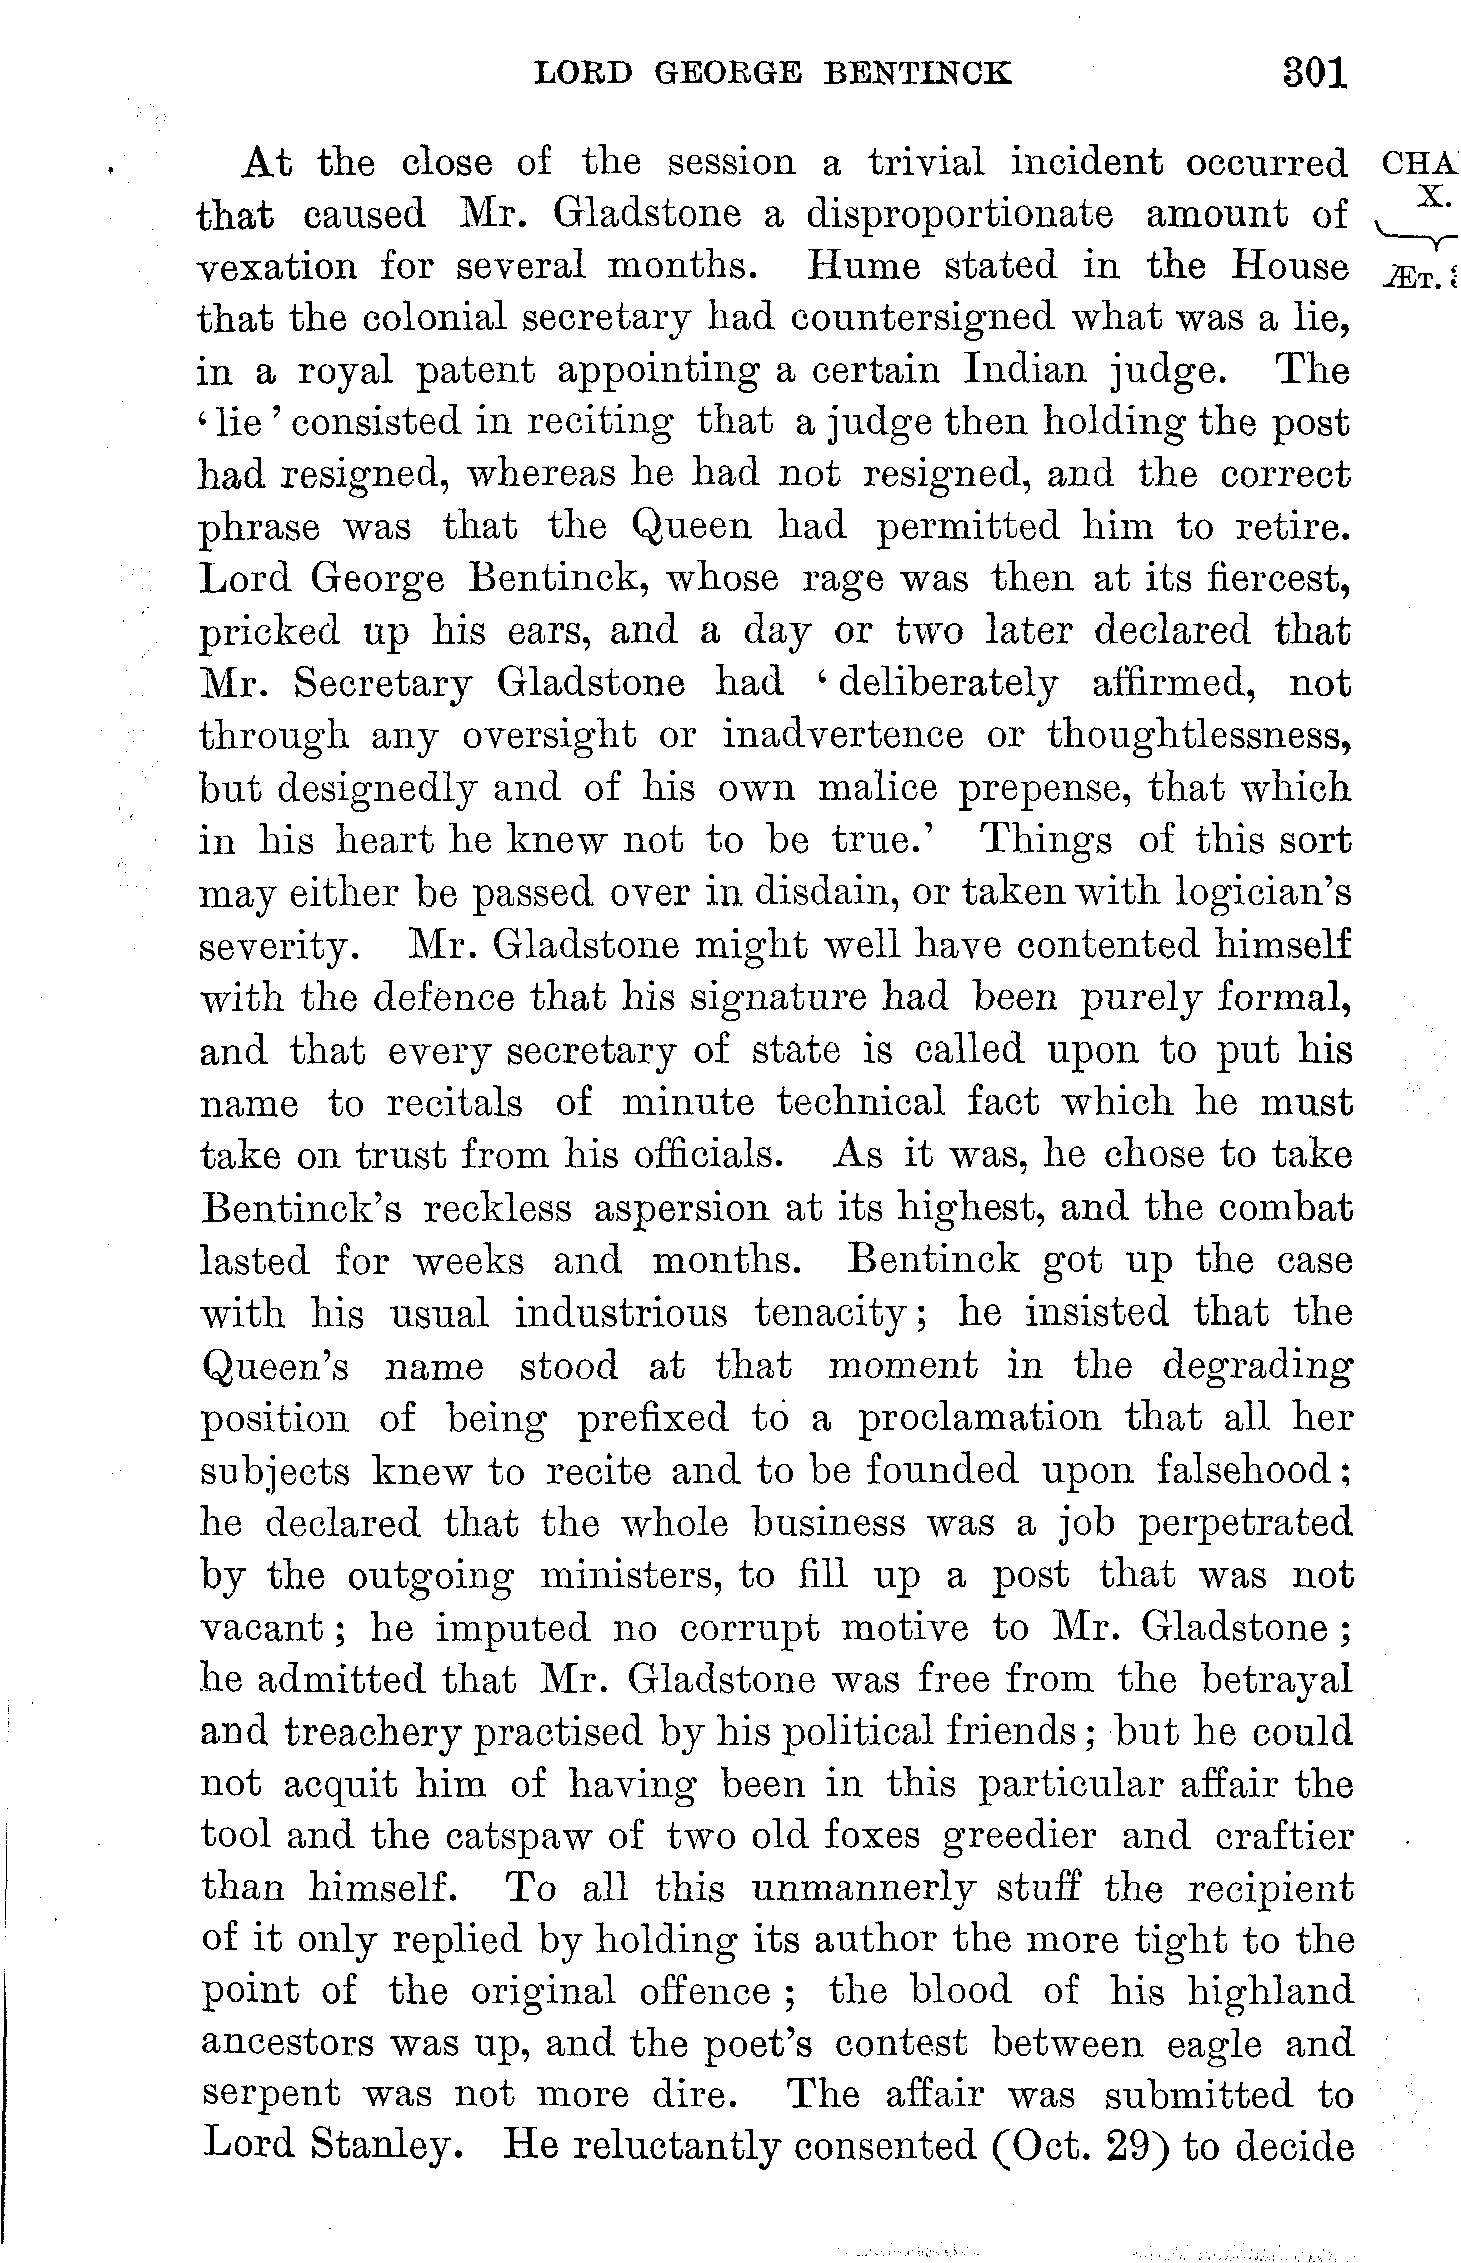 LORD GEORGE BENTINCK 301
At the close of the session a trivial incident occurred
that caused Mr. Gladstone a disproportionate amount of
vexation for several months. Hume stated in the House
that the colonial secretary had countersigned what was a lie,
in a royal patent appointing a certain Indian judge. The
‘lie’ consisted in reciting that a judge then holding the post
had resigned, whereas he had not resigned, and the correct
phrase was that the Queen had permitted him to retire.
Lord George Bentinck, whose rage was then at its fiercest,
pricked up his ears, and a day or two later declared that
Mr. Secretary Gladstone had ‘deliberately affirmed, not
through any oversight or inadvertence or thoughtlessness,
but designedly and of his own malice prepense, that which
in his heart he knew not to be true.’ Things of this sort
may either be passed over in disdain, or taken with logician’s
severity. Mr. Gladstone might well have contented himself
with the defence that his signature had been purely formal,
and that every secretary of state is called upon to put his
name to recitals of minute technical fact which he must
take on trust from his officials. As it was, he chose to take
Bentinck’s reckless aspersion at its highest, and the combat
lasted for weeks and months. Bentinck got up the case
with his usual industrious tenacity; he insisted that the
Queen’s name stood at that moment in the degrading
position of being prefixed to a proclamation that all her
subjects knew to recite and to be founded upon falsehood;
he declared that the whole business was a job perpetrated
by the outgoing ministers, to fill up a post that was not
vacant; he imputed no corrupt motive to Mr. Gladstone;
he admitted that Mr. Gladstone was free from the betrayal
and treachery practised by his political friends; but he could
not acquit him of having been in this particular affair the
tool and the catspaw of two old foxes greedier and craftier
than himself. To all this unmannerly stuff the recipient
of it only replied by holding its author the more tight to the
point of the original offence; the blood of his highland
ancestors was up, and the poet’s contest between eagle and
serpent was not more dire. The affair was submitted to
Lord Stanley. He reluctantly consented (Oct. 29) to decide
CHA
X.
ÆT.